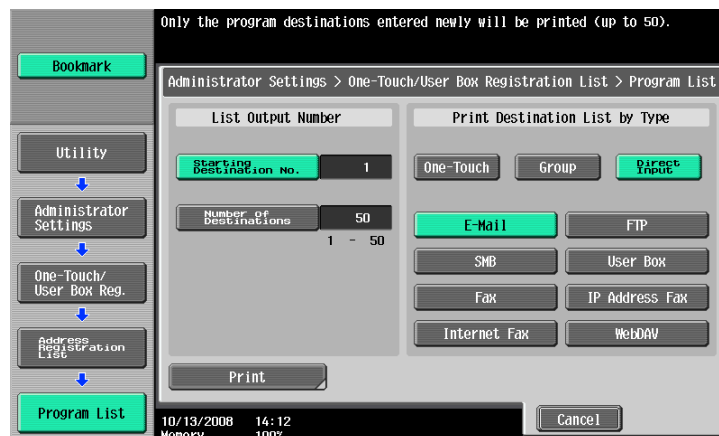 Only the program destinations entered newly will be printed (up to 50).
Bookmark
Administrator Settings > One-Touch/User Box Registration List > Program List
List Output Number
Print Destination List by Type
Utility
Starting
Destination No.
1
One-Touch
Group
Direct
Input
Administrator
Settings
Number of
Destinations
50
1 - 50
E-Mail
FTP
SMB
User Box
One-Touch/
User Box Reg.
Fax
IP Address Fax
Internet Fax
WebDAV
Address
Registration
List
Print
Program List
10/13/2008 14:12
Memory 100%
Cancel